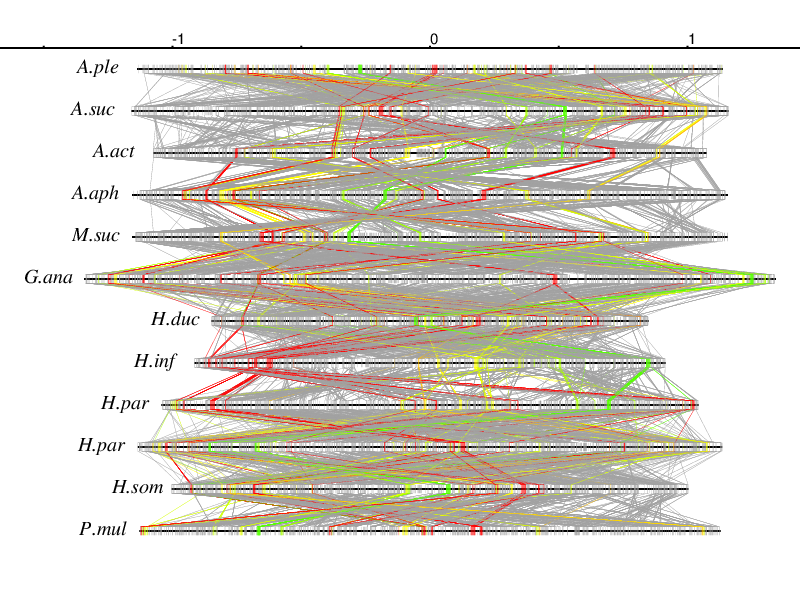 -1 0 1
A.ple
A.suc
A.act
A.aph
M.suc
G.ana
H.duc
H.inf
H.par
H.par
H.som
P.mul